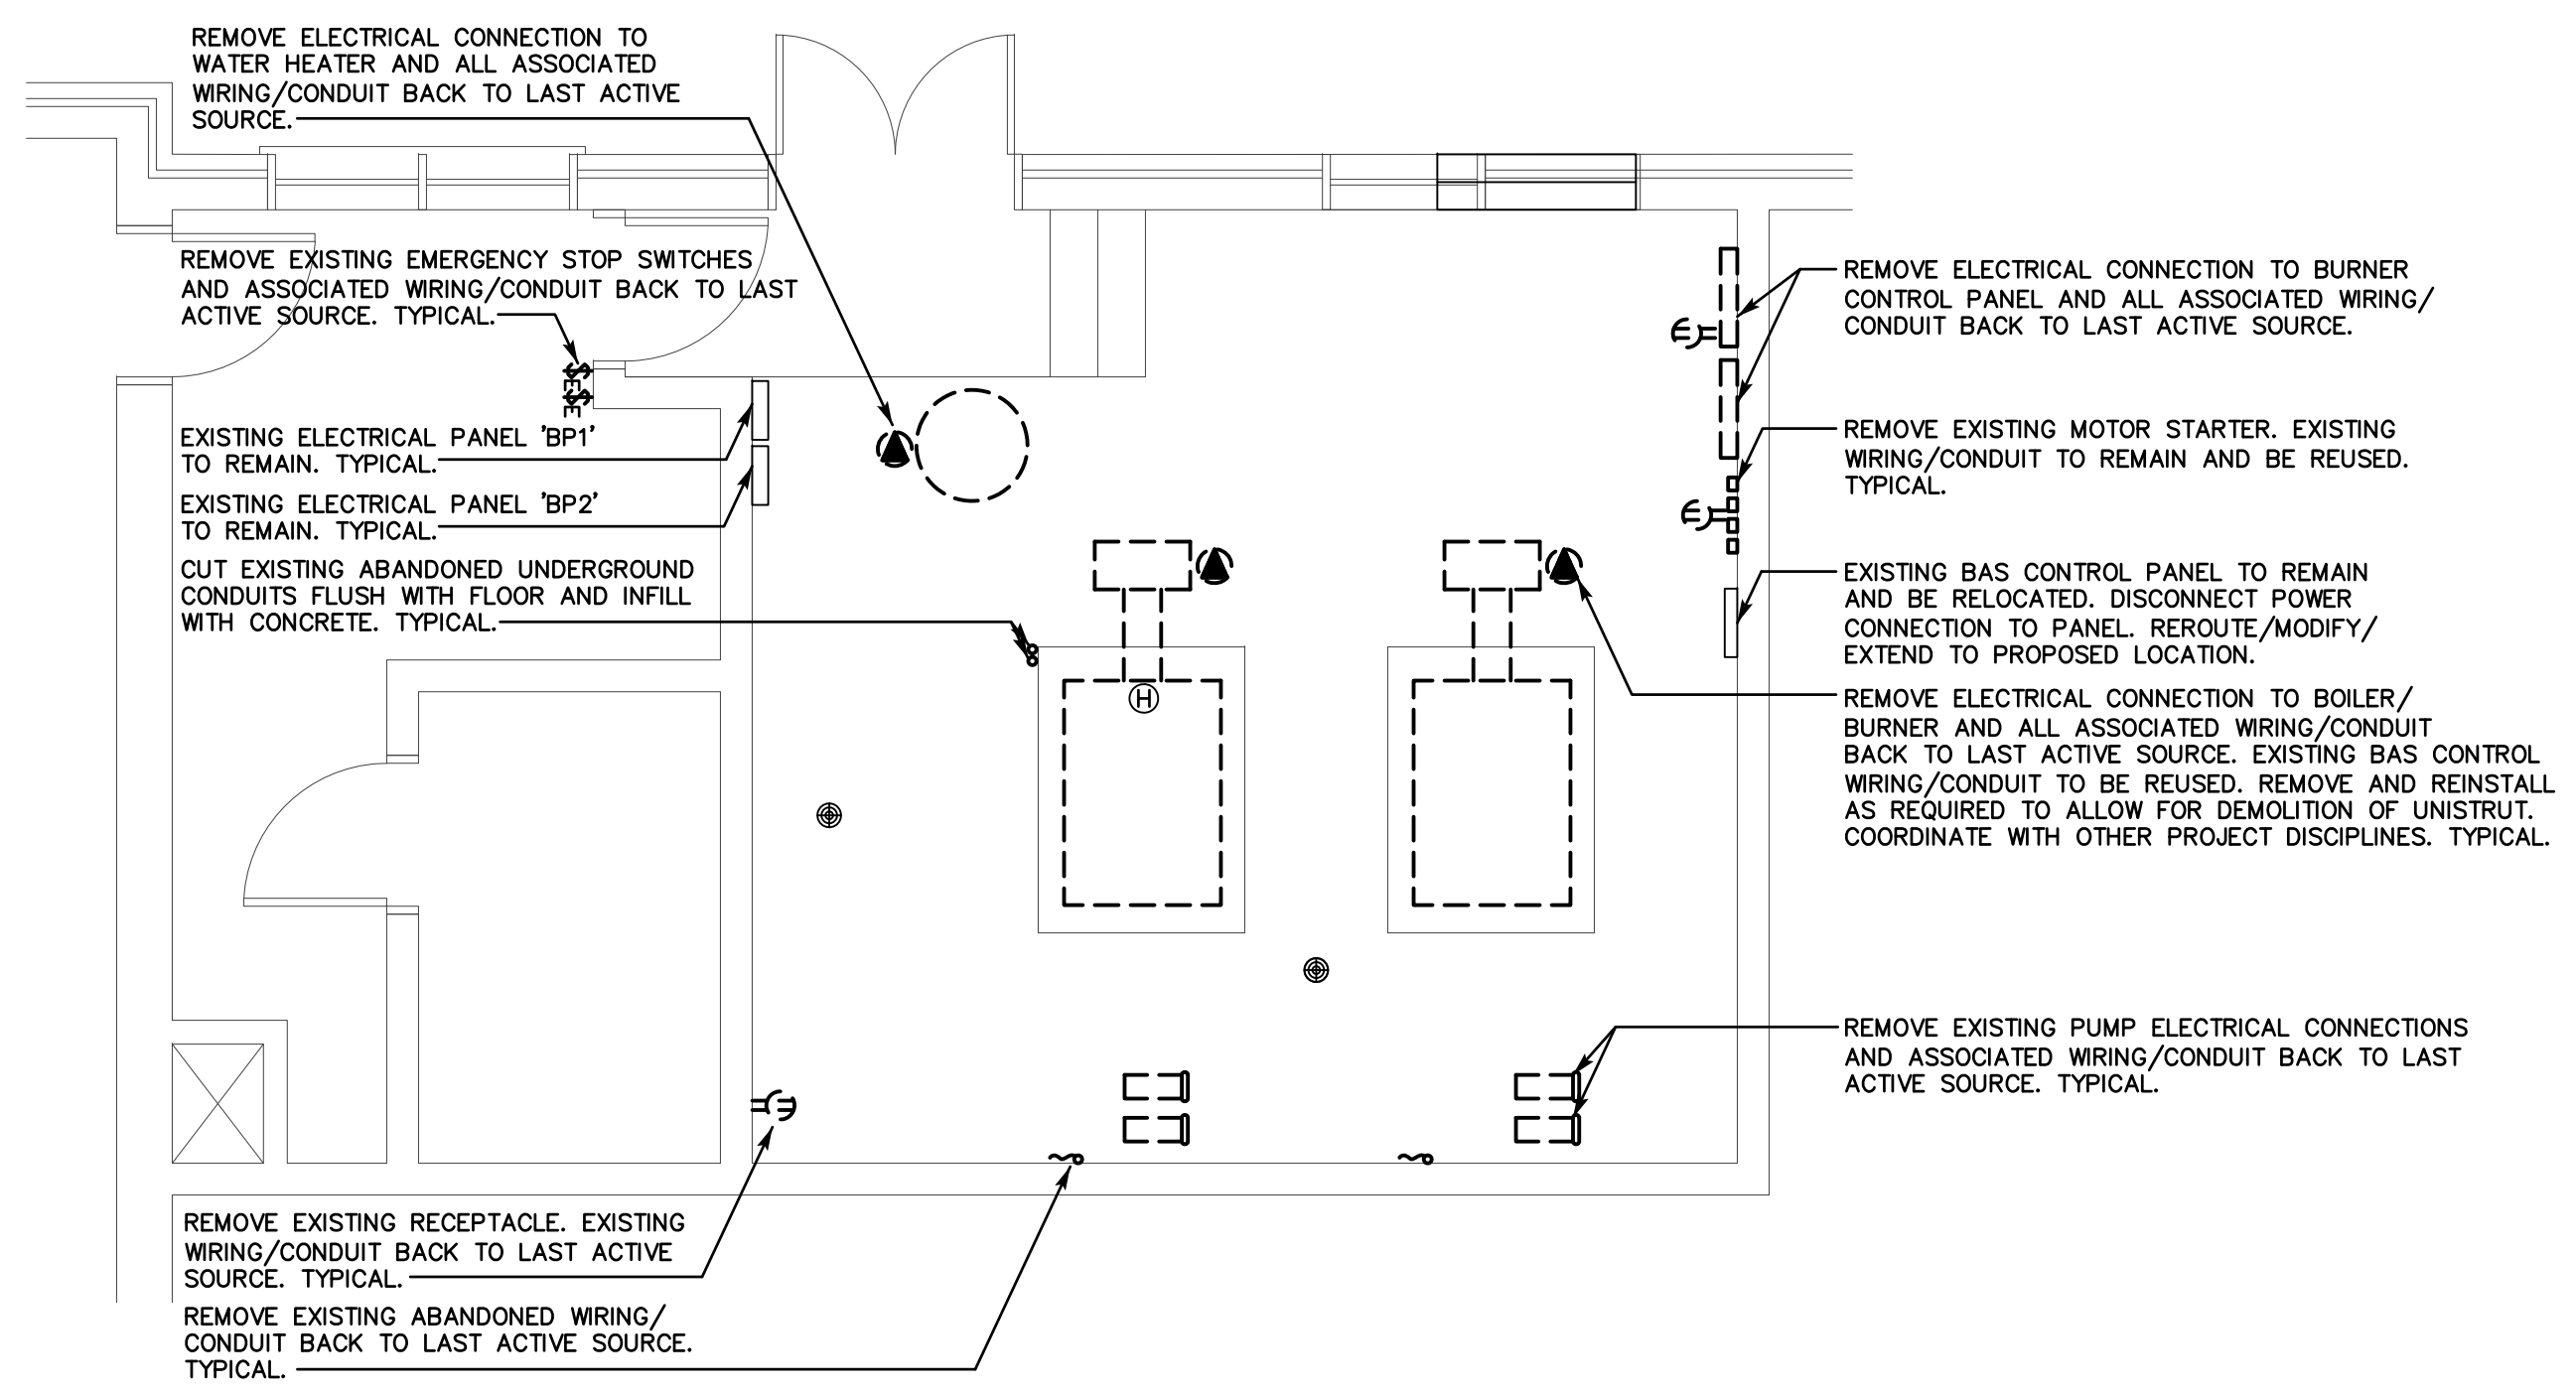 REMOVE ELECTRICAL CONNECTION TO
WATER HEATER AND ALL ASSOCIATED
WIRING/CONDUIT BACK TO LAST ACTIVE
SOURCE.
REMOVE EXISTING EMERGENCY STOP SWITCHES
AND ASSOCIATED WIRING/CONDUIT BACK TO LAST
ACTIVE SOURCE. TYPICAL.
$E
$E
EXISTING ELECTRICAL PANEL 'BP1'
TO REMAIN. TYPICAL.
EXISTING ELECTRICAL PANEL 'BP2'
TO REMAIN. TYPICAL.
CUT EXISTING ABANDONED UNDERGROUND
CONDUITS FLUSH WITH FLOOR AND INFILL
WITH CONCRETE. TYPICAL.
H
REMOVE EXISTING RECEPTACLE. EXISTING
WIRING/CONDUIT BACK TO LAST ACTIVE
SOURCE. TYPICAL.
REMOVE EXISTING ABANDONED WIRING/
CONDUIT BACK TO LAST ACTIVE SOURCE.
TYPICAL.
REMOVE ELECTRICAL CONNECTION TO BURNER
CONTROL PANEL AND ALL ASSOCIATED WIRING/
CONDUIT BACK TO LAST ACTIVE SOURCE.
REMOVE EXISTING MOTOR STARTER. EXISTING
WIRING/CONDUIT TO REMAIN AND BE REUSED.
TYPICAL.
EXISTING BAS CONTROL PANEL TO REMAIN
AND BE RELOCATED. DISCONNECT POWER
CONNECTION TO PANEL. REROUTE/MODIFY/
EXTEND TO PROPOSED LOCATION.
REMOVE ELECTRICAL CONNECTION TO BOILER/
BURNER AND ALL ASSOCIATED WIRING/CONDUIT
BACK TO LAST ACTIVE SOURCE. EXISTING BAS CONTROL
WIRING/CONDUIT TO BE REUSED. REMOVE AND REINSTALL
AS REQUIRED TO ALLOW FOR DEMOLITION OF UNISTRUT.
COORDINATE WITH OTHER PROJECT DISCIPLINES. TYPICAL.
REMOVE EXISTING PUMP ELECTRICAL CONNECTIONS
AND ASSOCIATED WIRING/CONDUIT BACK TO LAST
ACTIVE SOURCE. TYPICAL.